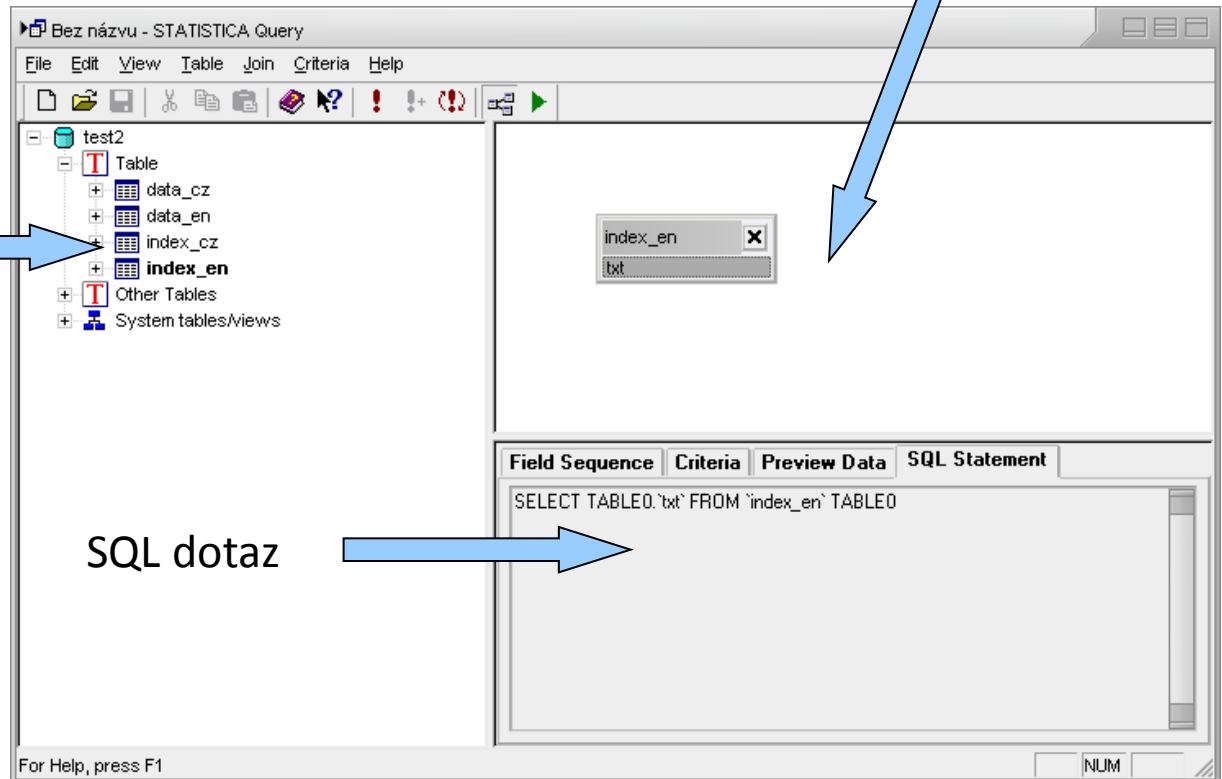 Bez názvu - STATISTICA Query
File Edit View Table Join Criteria Help
test2
Table
data_cz
data_en
index_cz
index_en
Other Tables
System tables/views
index_en
txt
Field Sequence Criteria Preview Data SQL Statement
SELECT TABLE0.`txt` FROM `index_en` TABLE0
SQL dotaz
For Help, press F1
NUM